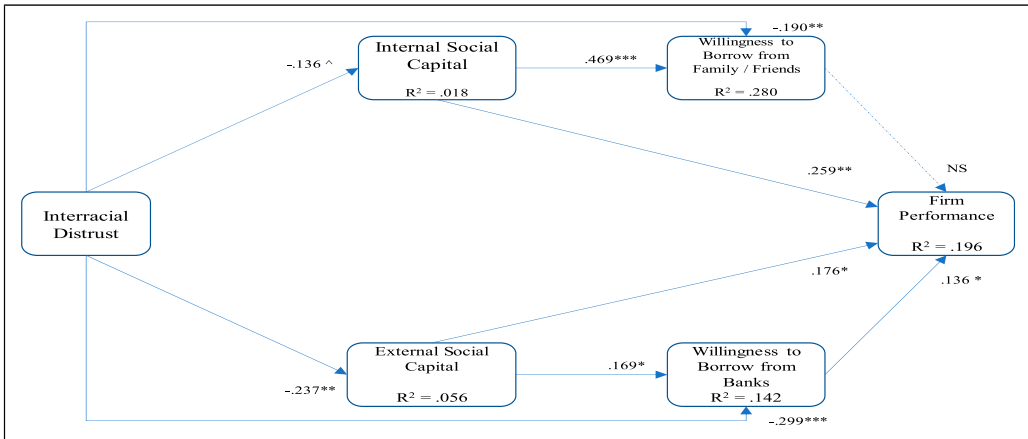 -.190**
Internal Social
Capital
R² = .018
Willingness to
Borrow from
Family / Friends
R² = .280
.469***
-.136 ^
.259**
NS
Interracial
Distrust
Firm
Performance
R² = .196
.176*
.136 *
External Social
Capital
R² = .056
Willingness to
Borrow from
Banks
R² = .142
.169*
-.237**
-.299***